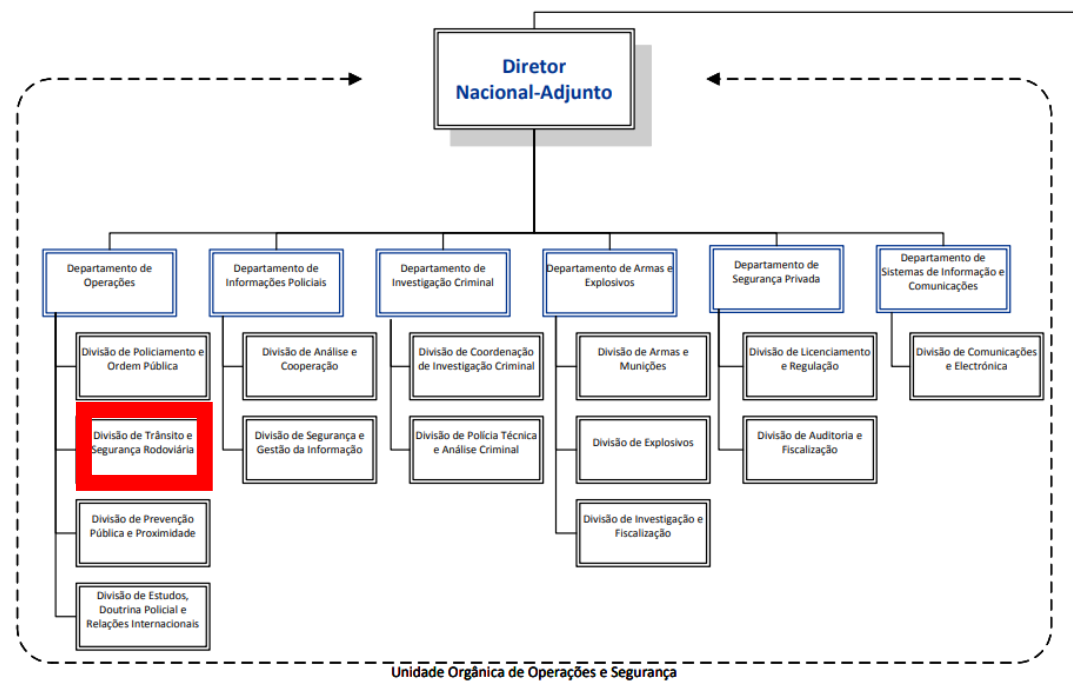 Diretor
Nacional-Adjunto
Departamento de
Operações
Departamento de
Informações Policiais
Departamento de
Investigação Criminal
Departamento de Armas e
Explosivos
Departamento de
Segurança Privada
Departamento de
Sistemas de Informação e
Comunicações
Divisão de Policiamento e
Ordem Pública
Divisão de Análise e
Cooperação
Divisão de Coordenação
de Investigação Criminal
Divisão de Armas e
Munições
Divisão de Licenciamento
e Regulação
Divisão de Comunicações
e Electrónica
Divisão de Trânsito e
Segurança Rodoviária
Divisão de Segurança e
Gestão da Informação
Divisão de Polícia Técnica
e Análise Criminal
Divisão de Explosivos
Divisão de Auditoria e
Fiscalização
Divisão de Prevenção
Pública e Proximidade
Divisão de Investigação e
Fiscalização
Divisão de Estudos,
Doutrina Policial e
Relações Internacionais
Unidade Orgânica de Operações e Segurança